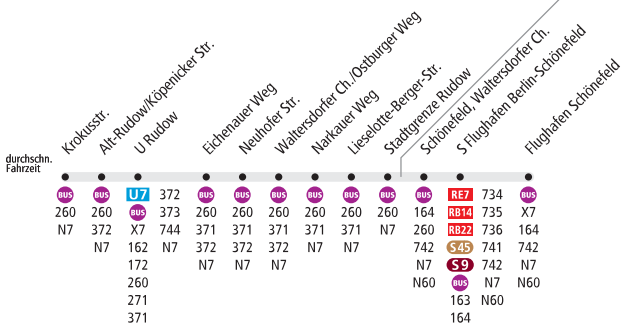 Krokusstr.
Alt-Rudow/Köpenicker Str.
U Rudow
Eichenauer Weg
Neuhofer Str.
Waltersdorfer Ch./Ostburger Weg
Narkauer Weg
Lieselotte-Berger-Str.
Stadtgrenze Rudow
Schönefeld, Waltersdorfer Ch.
S Flughafen Berlin-Schönefeld
Flughafen Schönefeld
durchschn.
Fahrzeit
BUS BUS U7 372 BUS BUS BUS BUS BUS BUS BUS RE7 734 BUS
260 260 BUS 373 260 260 260 260 260 260 164 RB14 735 X7
N7 372 X7 744 371 371 371 371 371 N7 260 RB22 736 164
N7 162 N7 372 372 372 N7 N7 742 S45 741 742
172 N7 N7 N7 N7 S9 742 N7
260 N60 BUS N7 N60
271 163 N60
371 164